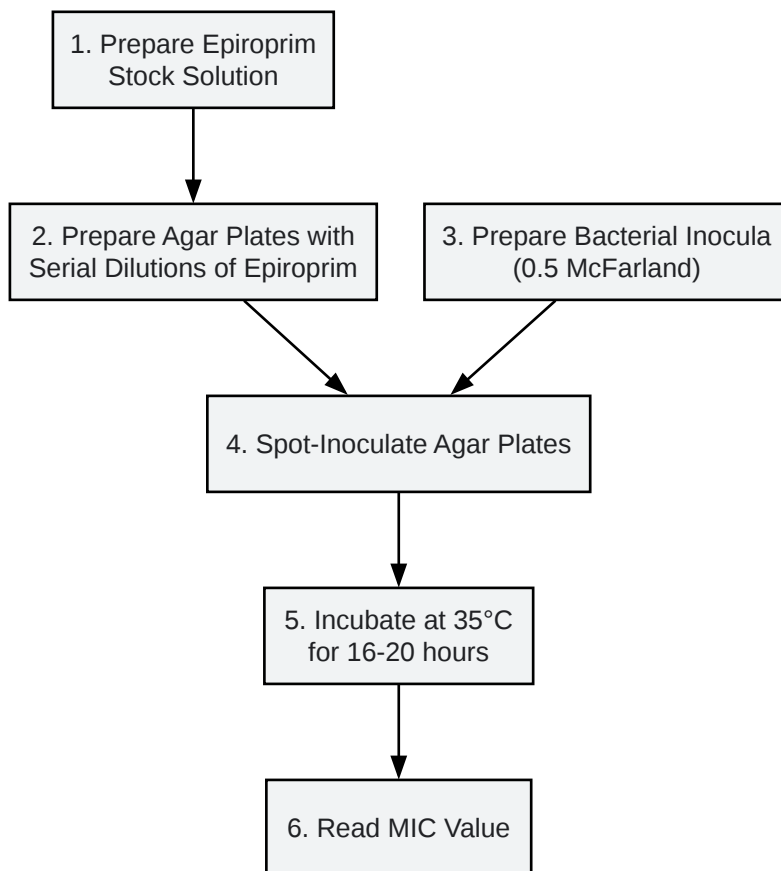 1. Prepare Epiroprim
Stock Solution
2. Prepare Agar Plates with
Serial Dilutions of Epiroprim
3. Prepare Bacterial Inocula
(0.5 McFarland)
4. Spot-Inoculate Agar Plates
5. Incubate at 35°C
for 16-20 hours
6. Read MIC Value